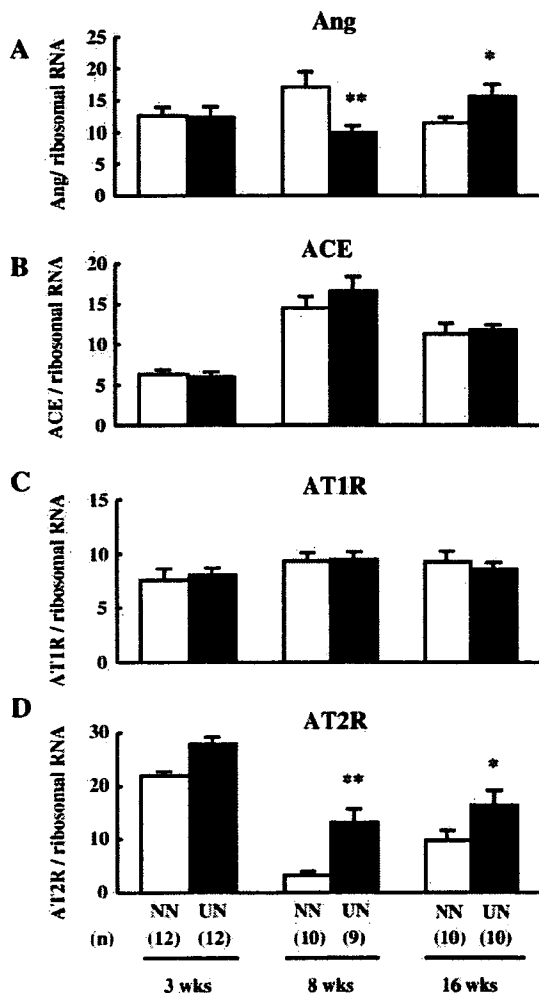 A
Ang
Ang/ ribosomal RNA
25
20
15
10
5
0
**
*
B
ACE
ACE / ribosomal RNA
20
15
10
5
0
C
AT1R
AT1R / ribosomal RNA
15
10
5
0
D
AT2R
AT2R / ribosomal RNA
30
20
10
0
**
*
NN UN NN UN NN UN
(n) (12) (12) (10) (9) (10) (10)
3 wks 8 wks 16 wks